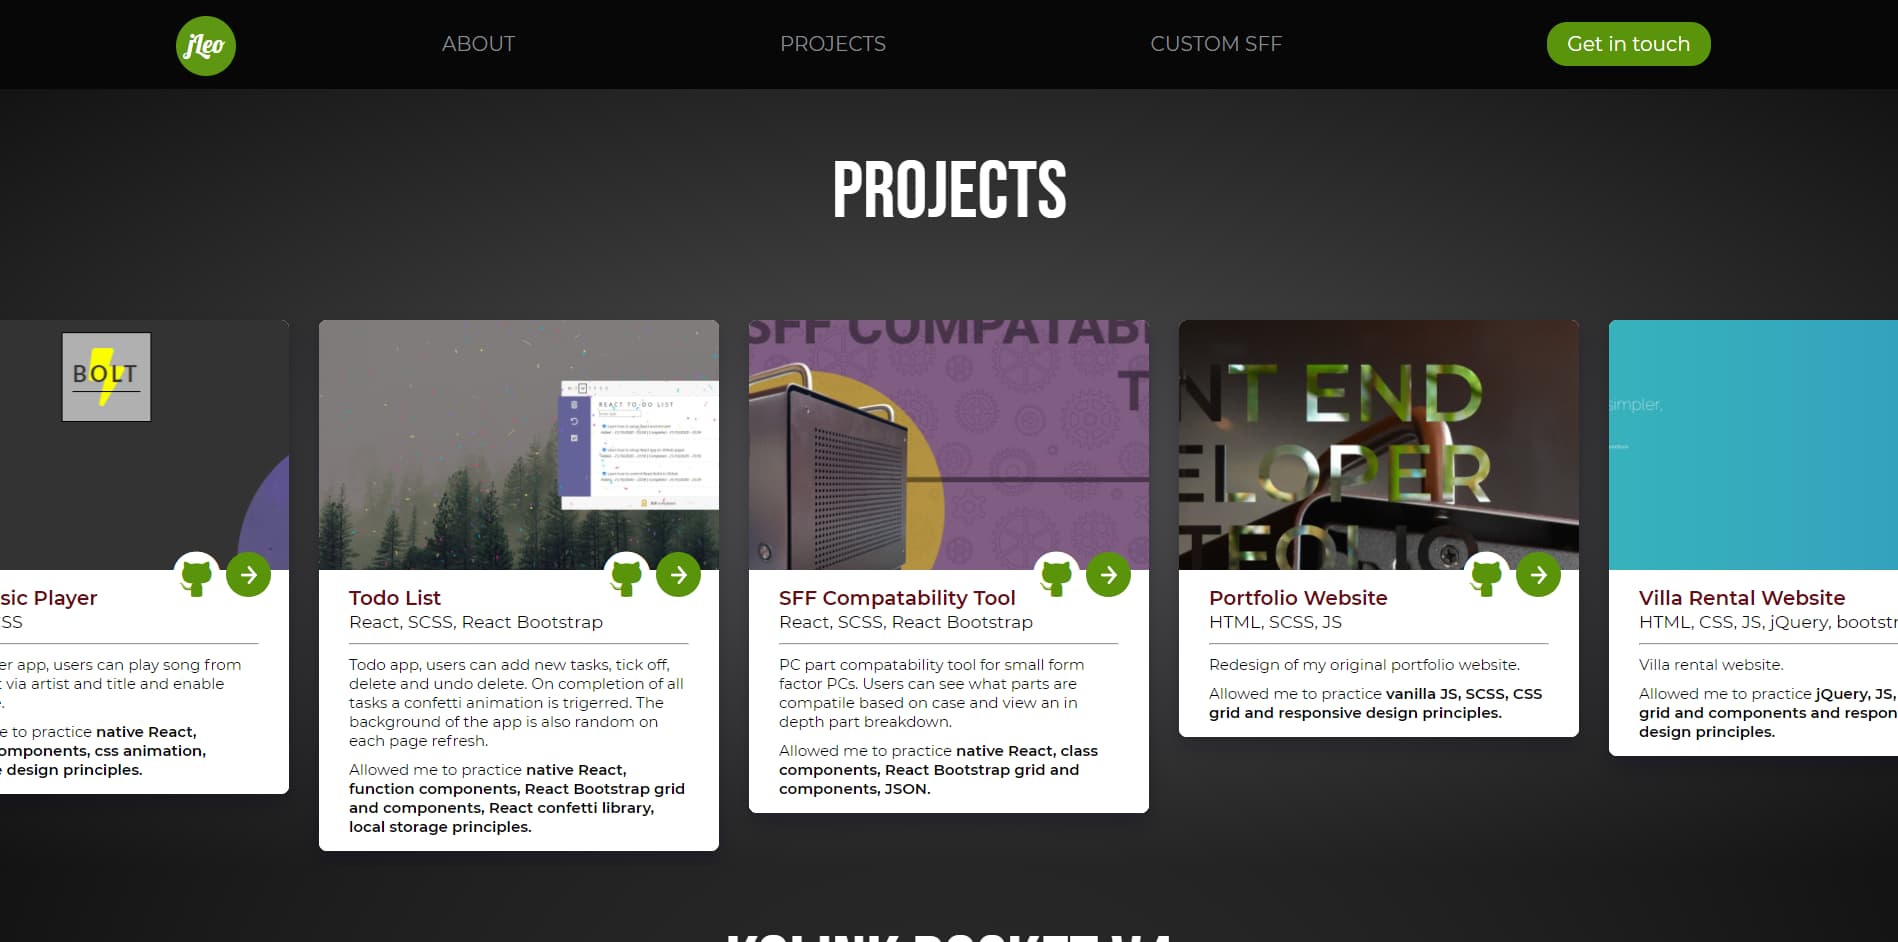 jLeo
ABOUT
PROJECTS
CUSTOM SFF
Get in touch
PROJECTS
BOLT
sic Player
SS
er app, users can play song from
via artist and title and enable
e to practice native React,
omponents, css animation,
design principles.
REACT TO-DO LIST
Todo List
React, SCSS, React Bootstrap
Todo app, users can add new tasks, tick off,
delete and undo delete. On completion of all
tasks a confetti animation is trigerred. The
background of the app is also random on
each page refresh.
Allowed me to practice native React,
function components, React Bootstrap grid
and components, React confetti library,
local storage principles.
SFF COMPATAB
T
SFF Compatability Tool
React, SCSS, React Bootstrap
PC part compatability tool for small form
factor PCs. Users can see what parts are
compatile based on case and view an in
depth part breakdown.
Allowed me to practice native React, class
components, React Bootstrap grid and
components, JSON.
NT END
ELOPER
TFOLIO
Portfolio Website
HTML, SCSS, JS
Redesign of my original portfolio website.
Allowed me to practice vanilla JS, SCSS, CSS
grid and responsive design principles.
simpler,
Villa Rental Website
HTML, CSS, JS, jQuery, bootstr
Villa rental website.
Allowed me to practice jQuery, JS,
grid and components and respon
design principles.